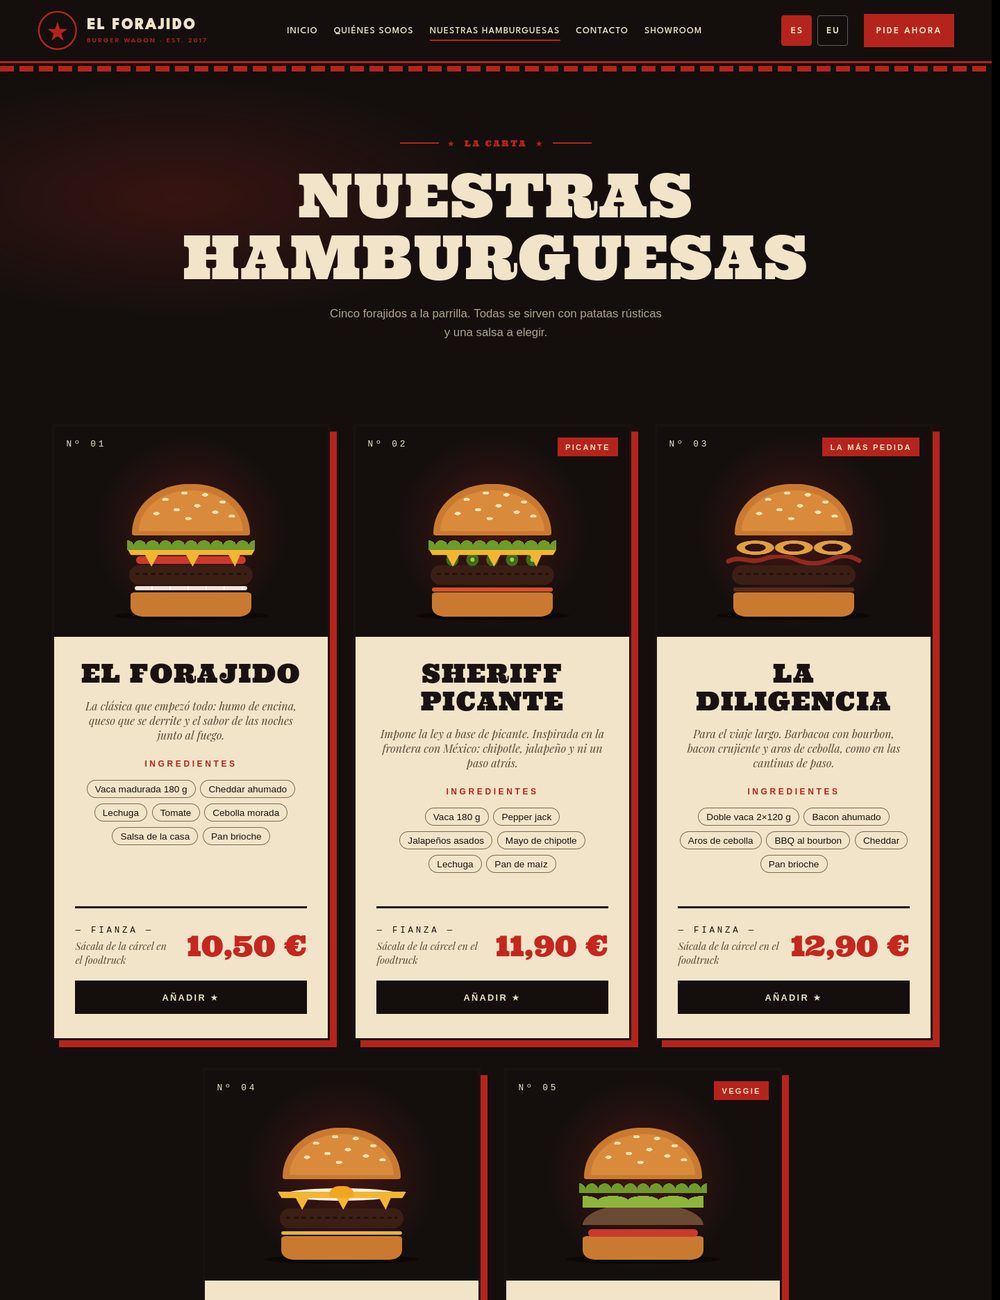 EL FORAJIDO
BURGER WAGON · EST. 2017
INICIO
QUIÉNES SOMOS
NUESTRAS HAMBURGUESAS
CONTACTO
SHOWROOM
ES
EU
PIDE AHORA
★ LA CARTA ★
NUESTRAS
HAMBURGUESAS
Cinco forajidos a la parrilla. Todas se sirven con patatas rústicas
y una salsa a elegir.
Nº 01
EL FORAJIDO
La clásica que empezó todo: humo de encina,
queso que se derrite y el sabor de las noches
junto al fuego.
INGREDIENTES
Vaca madurada 180 g
Cheddar ahumado
Lechuga
Tomate
Cebolla morada
Salsa de la casa
Pan brioche
— FIANZA —
Sácala de la cárcel en
el foodtruck
10,50 €
AÑADIR ★
Nº 02
PICANTE
SHERIFF
PICANTE
Impone la ley a base de picante. Inspirada en la
frontera con México: chipotle, jalapeño y ni un
paso atrás.
INGREDIENTES
Vaca 180 g
Pepper jack
Jalapeños asados
Mayo de chipotle
Lechuga
Pan de maíz
— FIANZA —
Sácala de la cárcel en el
foodtruck
11,90 €
AÑADIR ★
Nº 03
LA MÁS PEDIDA
LA
DILIGENCIA
Para el viaje largo. Barbacoa con bourbon,
bacon crujiente y aros de cebolla, como en las
cantinas de paso.
INGREDIENTES
Doble vaca 2×120 g
Bacon ahumado
Aros de cebolla
BBQ al bourbon
Cheddar
Pan brioche
— FIANZA —
Sácala de la cárcel en el
foodtruck
12,90 €
AÑADIR ★
Nº 04
Nº 05
VEGGIE